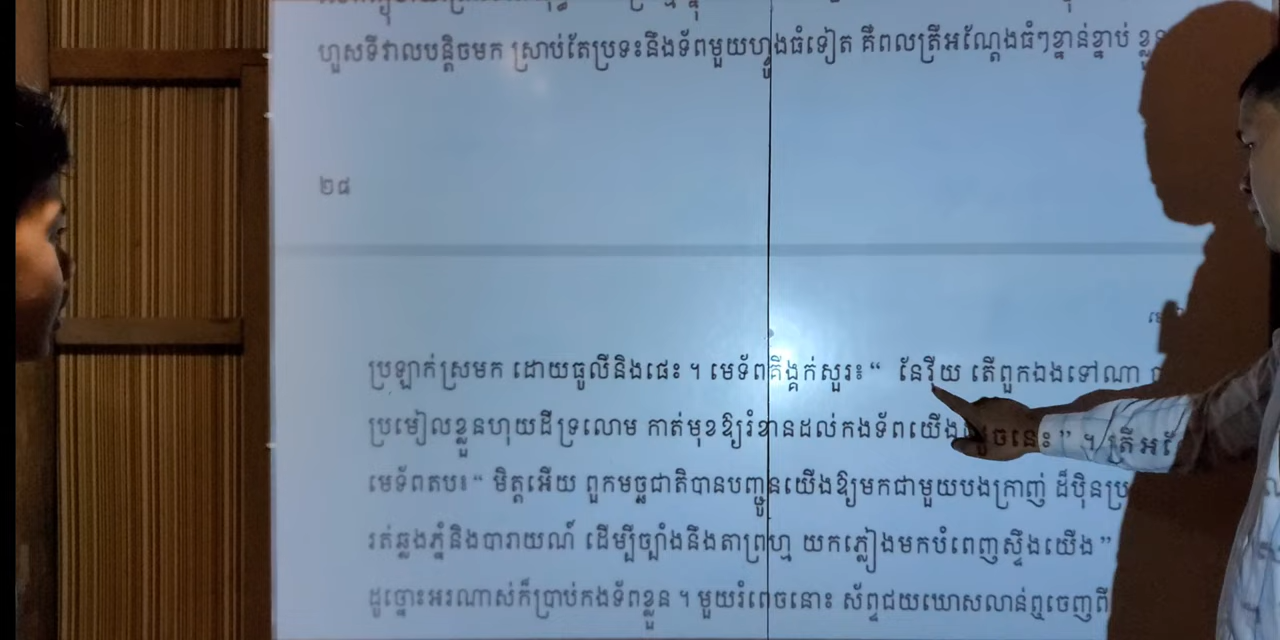 ហួសទីវាលបន្តិចមក ស្រាប់តែប្រទះនឹងទ័ពមួយហ្វូងធំទៀត គឺពលត្រីអណ្ដែងធំៗខ្នាន់ខ្នាប់ ខ្លួន
២៨
ប្រឡាក់ស្រមក ដោយធូលីនិងផេះ ។ មេទ័ពគីង្គក់សួរ៖ “ នែវ៉ីយ តើពួកឯងទៅណា
ប្រមៀលខ្លួនហុយដីទ្រលោម កាត់មុខឱ្យរំខានដល់កងទ័ពយើងដូចនេះ ” ។ ត្រីអ
មេទ័ពតប៖ “ មិត្តអើយ ពួកមច្ឆជាតិបានបញ្ជូនយើងឱ្យមកជាមួយបងក្រាញ់ ដ៏ប៉ិនប្រ
រត់ឆ្លងភ្នំនិងបារាយណ៍ ដើម្បីច្បាំងនឹងតាព្រហ្ម យកភ្លៀងមកបំពេញស្ទឹងយើង ”
ដូច្នោះអរណាស់ក៏ប្រាប់កងទ័ពខ្លួន ។ មួយរំពេចនោះ ស័ព្ទជយឃោសលាន់ឮចេញពី